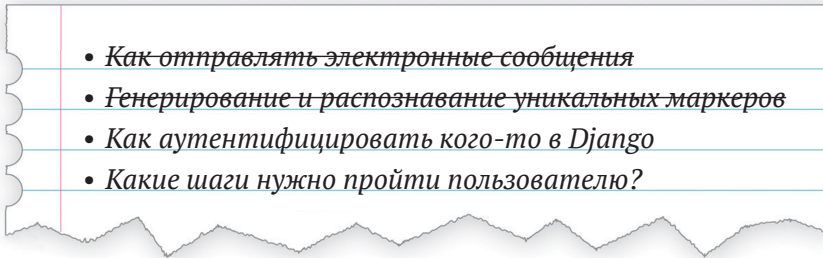 • Как отправлять электронные сообщения
• Генерирование и распознавание уникальных маркеров
• Как аутентифицировать кого-то в Django
• Какие шаги нужно пройти пользователю?